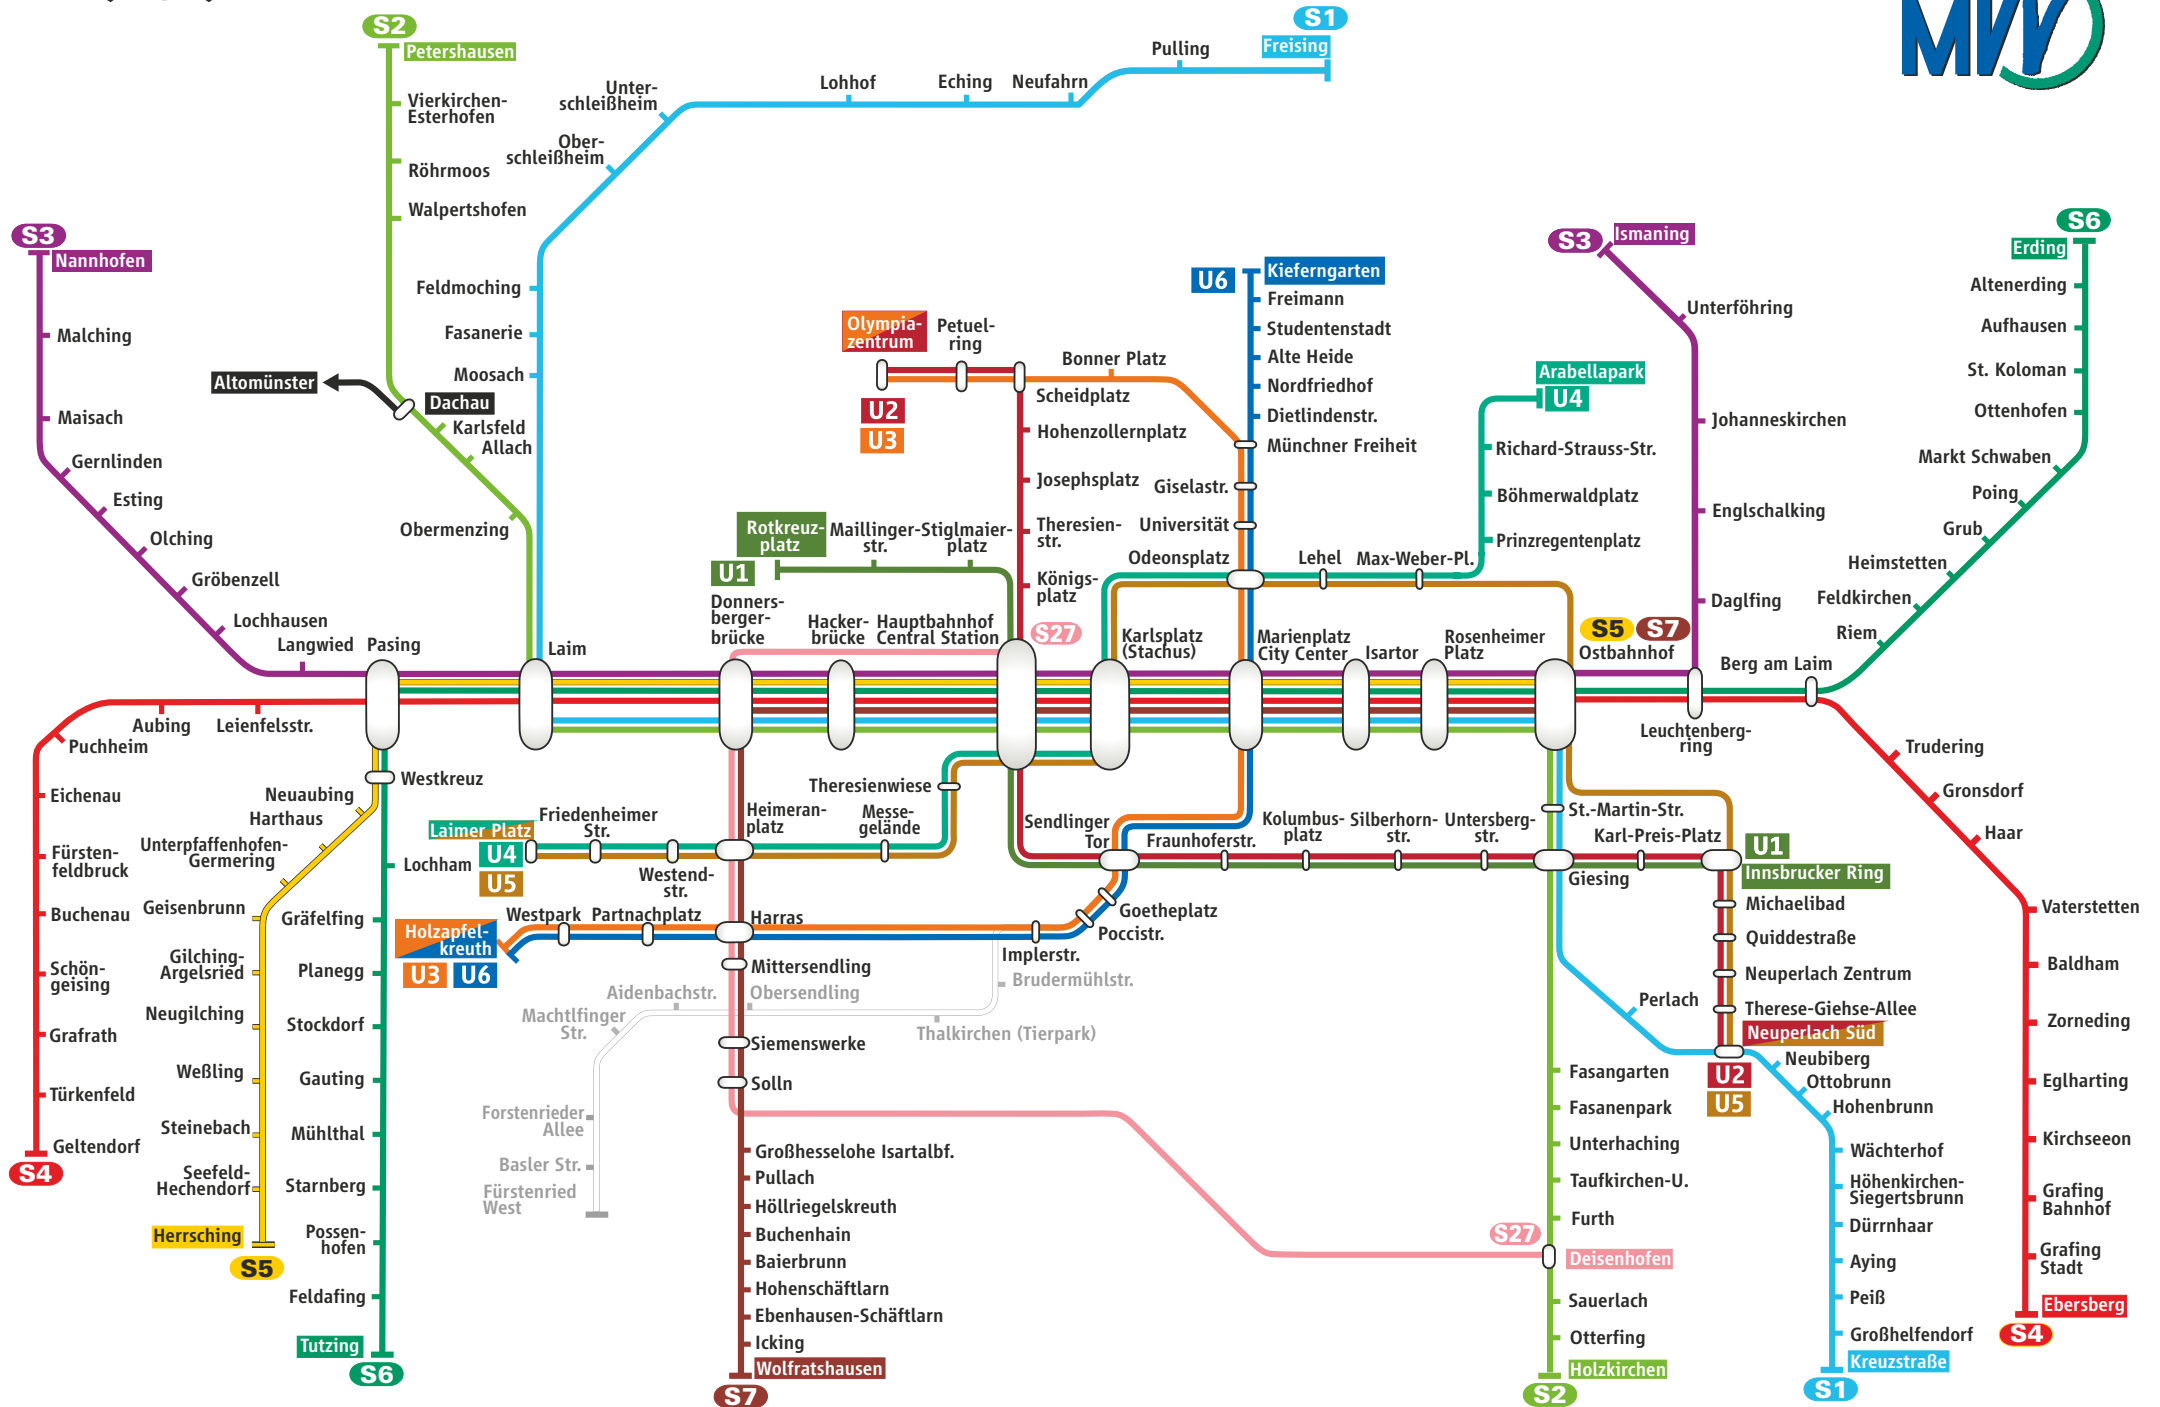 S2
Petershausen
Vierkirchen-
Esterhofen
Röhrmoos
Walpertshofen
S1
Freising
Pulling
Neufahrn
Eching
Lohhof
Unter-
schleißheim
Ober-
schleißheim
MVV
S3
Nannhofen
Malching
Maisach
Gernlinden
Esting
Olching
Gröbenzell
Lochhausen
Langwied
Pasing
Altomünster
Dachau
Karlsfeld
Allach
Obermenzing
Feldmoching
Fasanerie
Moosach
Laim
Olympia-
zentrum
Petuel-
ring
U2
U3
Scheidplatz
Bonner Platz
Hohenzollernplatz
Josephsplatz
Theresien-
str.
Königs-
platz
Rotkreuz-
platz
U1
Maillinger-
str.
Stiglmaier-
platz
U6
Kieferngarten
Freimann
Studentenstadt
Alte Heide
Nordfriedhof
Dietlindenstr.
Münchner Freiheit
Giselastr.
Universität
Odeonsplatz
Lehel
Max-Weber-Pl.
Arabellapark
U4
Richard-Strauss-Str.
Böhmerwaldplatz
Prinzregentenplatz
S3
Ismaning
Unterföhring
Johanneskirchen
Englschalking
Daglfing
S6
Erding
Altenerding
Aufhausen
St. Koloman
Ottenhofen
Markt Schwaben
Poing
Grub
Heimstetten
Feldkirchen
Riem
Berg am Laim
Leuchtenberg-
ring
Donners-
berger-
brücke
Hacker-
brücke
Hauptbahnhof
Central Station
S27
Karlsplatz
(Stachus)
Marienplatz
City Center
Isartor
Rosenheimer
Platz
S5
S7
Ostbahnhof
Aubing
Leienfelsstr.
Puchheim
Eichenau
Fürsten-
feldbruck
Buchenau
Schön-
geising
Grafrath
Türkenfeld
Geltendorf
S4
Westkreuz
Neuaubing
Harthaus
Unterpfaffenhofen-
Germering
Geisenbrunn
Gilching-
Argelsried
Neugilching
Weßling
Steinebach
Seefeld-
Hechendorf
Herrsching
S5
Lochham
Gräfelfing
Planegg
Stockdorf
Gauting
Mühlthal
Starnberg
Possen-
hofen
Feldafing
Tutzing
S6
Laimer Platz
U4
U5
Friedenheimer
Str.
Westend-
str.
Heimeran-
platz
Messe-
gelände
Theresienwiese
Holzapfel-
kreuth
U3
U6
Westpark
Partnachplatz
Harras
Implerstr.
Poccistr.
Goetheplatz
Sendlinger
Tor
Fraunhoferstr.
Kolumbus-
platz
Silberhorn-
str.
Untersberg-
str.
Giesing
St.-Martin-Str.
Karl-Preis-Platz
U1
Innsbrucker Ring
Michaelibad
Quiddestraße
Neuperlach Zentrum
Therese-Giehse-Allee
Neuperlach Süd
U2
U5
Mittersendling
Obersendling
Aidenbachstr.
Machtlfinger
Str.
Brudermühlstr.
Thalkirchen (Tierpark)
Forstenrieder
Allee
Basler Str.
Fürstenried
West
Siemenswerke
Solln
Großhesselohe Isartalbf.
Pullach
Höllriegelskreuth
Buchenhain
Baierbrunn
Hohenschäftlarn
Ebenhausen-Schäftlarn
Icking
Wolfratshausen
S7
Fasangarten
Fasanenpark
Unterhaching
Taufkirchen-U.
Furth
S27
Deisenhofen
Sauerlach
Otterfing
Holzkirchen
S2
Perlach
Neubiberg
Ottobrunn
Hohenbrunn
Wächterhof
Höhenkirchen-
Siegertsbrunn
Dürrnhaar
Aying
Peiß
Großhelfendorf
Kreuzstraße
S1
Trudering
Gronsdorf
Haar
Vaterstetten
Baldham
Zorneding
Eglharting
Kirchseeon
Grafing
Bahnhof
Grafing
Stadt
Ebersberg
S4